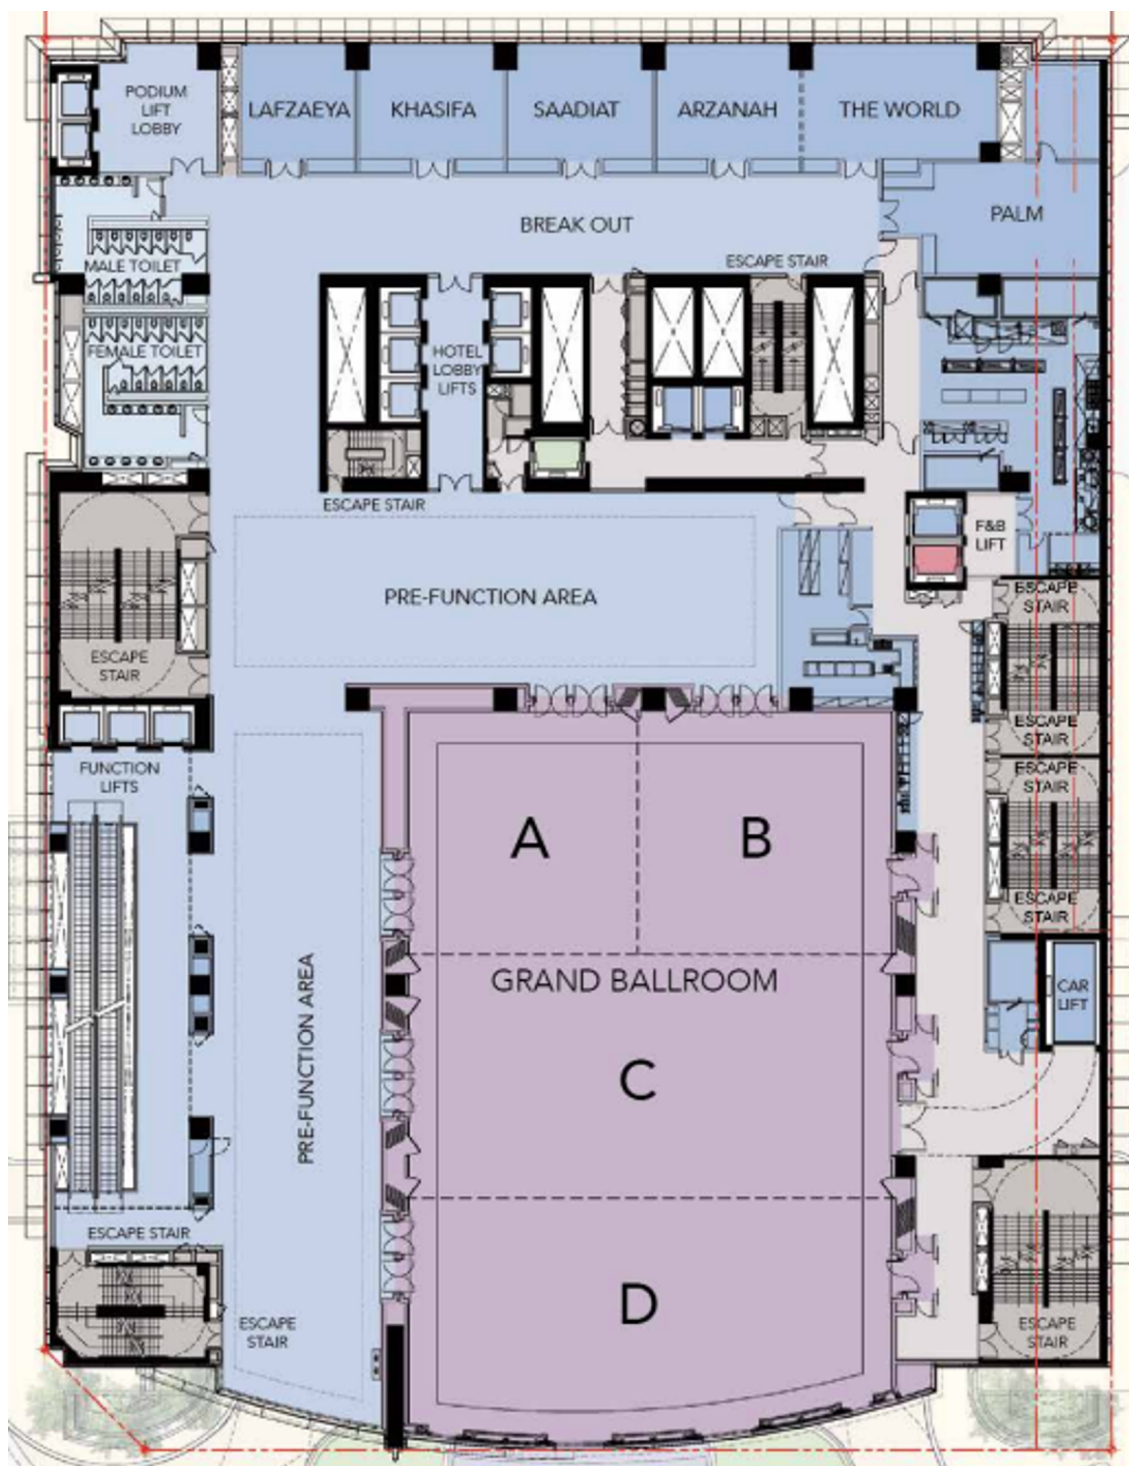 PODIUM
LIFT
LOBBY
LAFZAEYA
KHASIFA
SAADIAT
ARZANAH
THE WORLD
PALM
BREAK OUT
ESCAPE STAIR
MALE TOILET
FEMALE TOILET
HOTEL
LOBBY
LIFTS
ESCAPE STAIR
F&B
LIFT
PRE-FUNCTION AREA
ESCAPE
STAIR
ESCAPE
STAIR
ESCAPE
STAIR
FUNCTION
LIFTS
ESCAPE
STAIR
A
B
ESCAPE
STAIR
GRAND BALLROOM
CAR
LIFT
PRE-FUNCTION AREA
C
ESCAPE STAIR
D
ESCAPE
STAIR
ESCAPE
STAIR